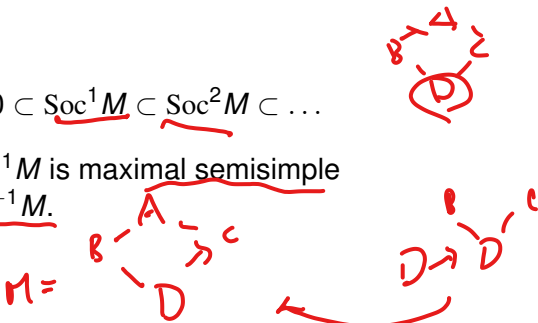 A
B C
D
0 ⊂ Soc¹M ⊂ Soc²M ⊂ …
¹M is maximal semisimple
⁺¹M.
A
B C
D
M=
B C
D D